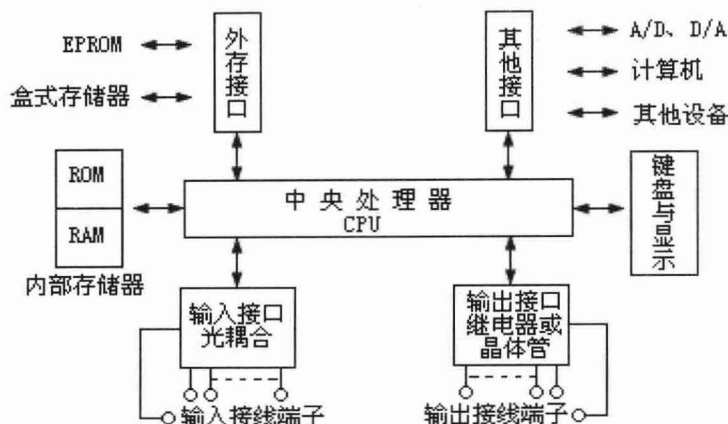 EPROM
盒式存储器
外存接口
其他接口
A/D、D/A
计算机
其他设备
ROM
RAM
内部存储器
中央处理器
CPU
键盘与显示
输入接口
光耦合
输出接口
继电器或
晶体管
输入接线端子
输出接线端子